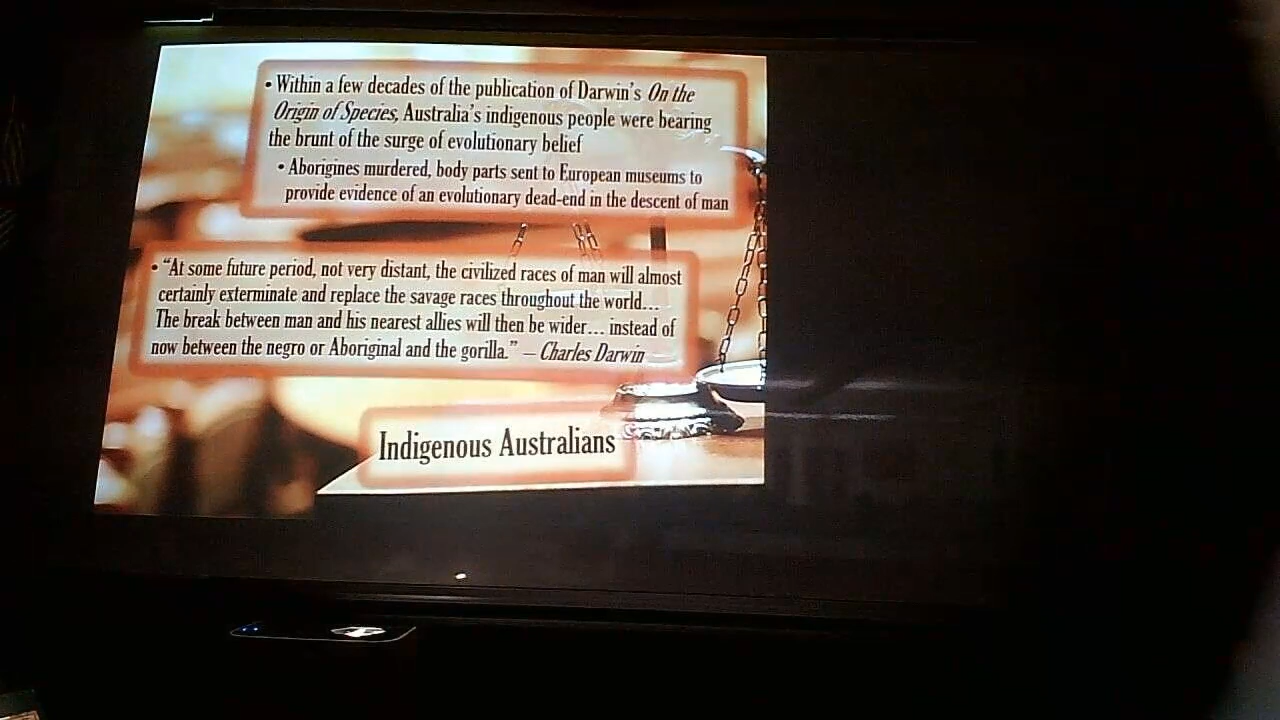 • Within a few decades of the publication of Darwin's On the
Origin of Species, Australia's indigenous people were bearing
the brunt of the surge of evolutionary belief
• Aborigines murdered, body parts sent to European museums to
provide evidence of an evolutionary dead-end in the descent of man
• “At some future period, not very distant, the civilized races of man will almost
certainly exterminate and replace the savage races throughout the world…
The break between man and his nearest allies will then be wider… instead of
now between the negro or Aboriginal and the gorilla.” – Charles Darwin
Indigenous Australians